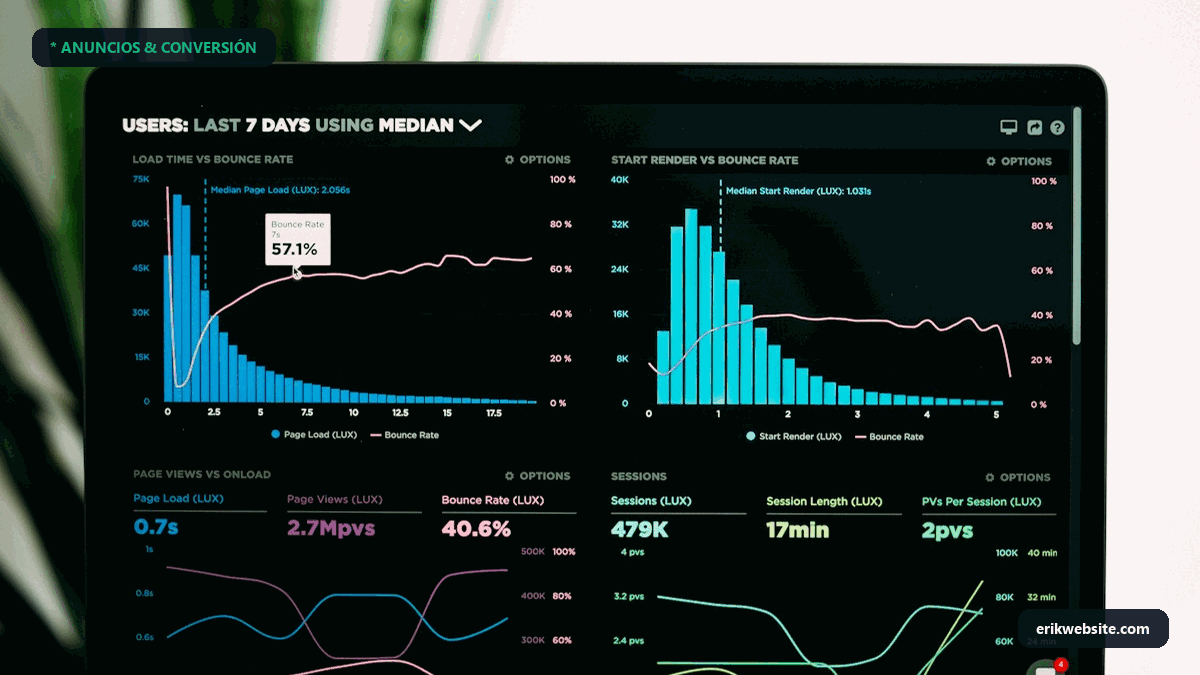 * ANUNCIOS & CONVERSIÓN
USERS: LAST 7 DAYS USING MEDIAN
LOAD TIME VS BOUNCE RATE
OPTIONS
75K
60K
45K
30K
15K
0
100 %
80 %
60 %
40 %
20 %
0 %
Median Page Load (LUX): 2.056s
Bounce Rate
7s
57.1%
0 2.5 5 7.5 10 12.5 15 17.5
Page Load (LUX) Bounce Rate
START RENDER VS BOUNCE RATE
OPTIONS
40K
32K
24K
16K
8K
0
100 %
80 %
60 %
40 %
20 %
0 %
Median Start Render (LUX): 1.031s
0 1 2 3 4 5
Start Render (LUX) Bounce Rate
PAGE VIEWS VS ONLOAD
OPTIONS
Page Load (LUX)
0.7s
Page Views (LUX)
2.7Mpvs
Bounce Rate (LUX)
40.6%
1s
0.8s
0.6s
500K 100%
400K 80%
300K 60%
SESSIONS
OPTIONS
Sessions (LUX)
479K
Session Length (LUX)
17min
PVs Per Session (LUX)
2pvs
4 pvs
3.2 pvs
2.4 pvs
100K 40 min
80K 32 min
60K 24 min
erikwebsite.com
4